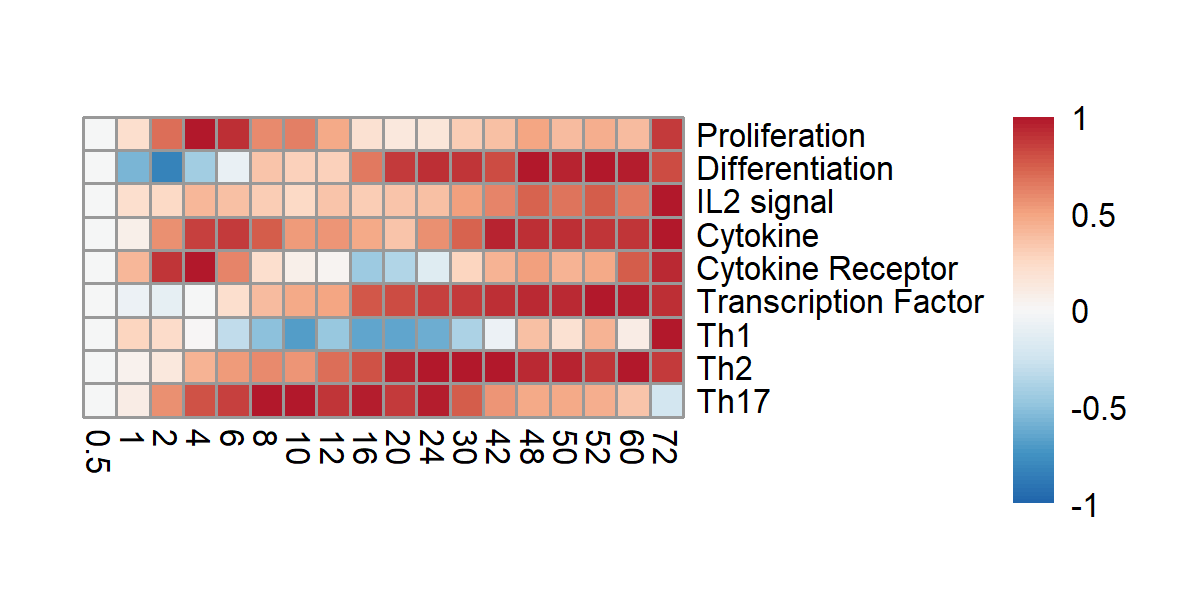 Proliferation
Differentiation
IL2 signal
Cytokine
Cytokine Receptor
Transcription Factor
Th1
Th2
Th17
0.5 1 2 4 6 8 10 12 16 20 24 30 42 48 50 52 60 72
1
0.5
0
-0.5
-1